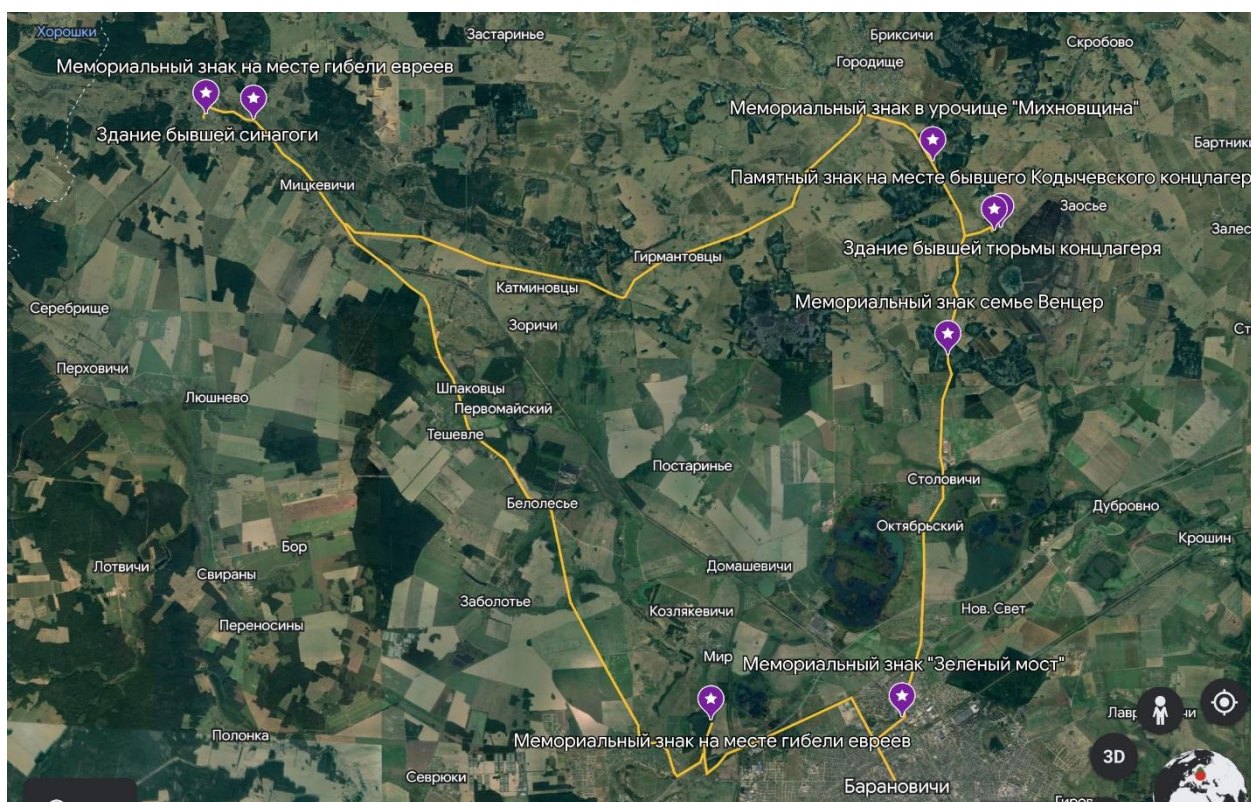 Хорошки
Застаринье
Бриксичи
Скробово
Городище
Мемориальный знак на месте гибели евреев
Мемориальный знак в урочище "Михновщина"
Здание бывшей синагоги
Бартники
Памятный знак на месте бывшего Кодычевского концлагер
Мицкевичи
Заосье
Залес
Здание бывшей тюрьмы концлагеря
Гирмантовцы
Катминовцы
Мемориальный знак семье Венцер
Серебрище
Зоричи
Ст
Перховичи
Шпаковцы
Люшнево
Первомайский
Тешевле
Постаринье
Столовичи
Белолесье
Дубровно
Октябрьский
Крошин
Бор
Лотвичи
Свираны
Домашевичи
Заболотье
Козлякевичи
Нов. Свет
Переносины
Мир
Мемориальный знак "Зеленый мост"
Полонка
Мемориальный знак на месте гибели евреев
3D
Севрюки
Барановичи